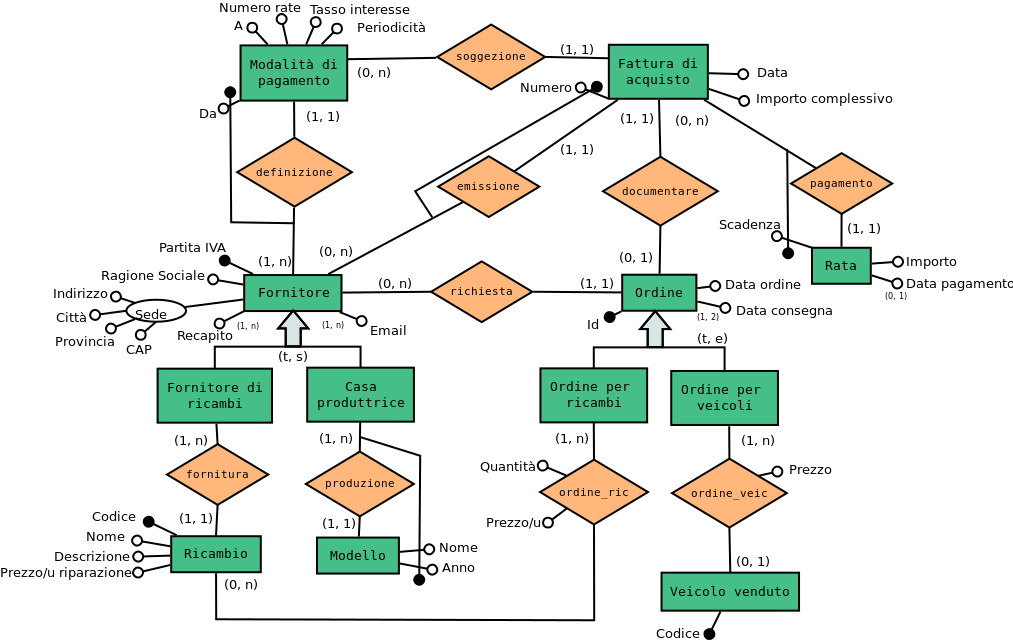 Numero rate
Tasso interesse
A
Periodicità
soggezione
(1, 1)
Modalità di
pagamento
(0, n)
Fattura di
acquisto
Data
Numero
Importo complessivo
Da
(1, 1)
(1, 1)
(0, n)
(1, 1)
definizione
emissione
documentare
pagamento
Scadenza
(1, 1)
Partita IVA
(1, n)
(0, n)
(0, 1)
Rata
Importo
Data pagamento
(0, 1)
Ragione Sociale
Fornitore
(0, n)
richiesta
(1, 1)
Ordine
Data ordine
Indirizzo
Città
Sede
Provincia
CAP
Recapito
(1, n)
(1, n)
Email
Id
(1, 2)
Data consegna
(t, s)
(t, e)
Fornitore di
ricambi
Casa
produttrice
Ordine per
ricambi
Ordine per
veicoli
(1, n)
(1, n)
(1, n)
(1, n)
fornitura
produzione
Quantità
ordine_ric
ordine_veic
Prezzo
Prezzo/u
Codice
(1, 1)
(1, 1)
Nome
Descrizione
Prezzo/u riparazione
Ricambio
Modello
Nome
Anno
(0, n)
(0, 1)
Veicolo venduto
Codice